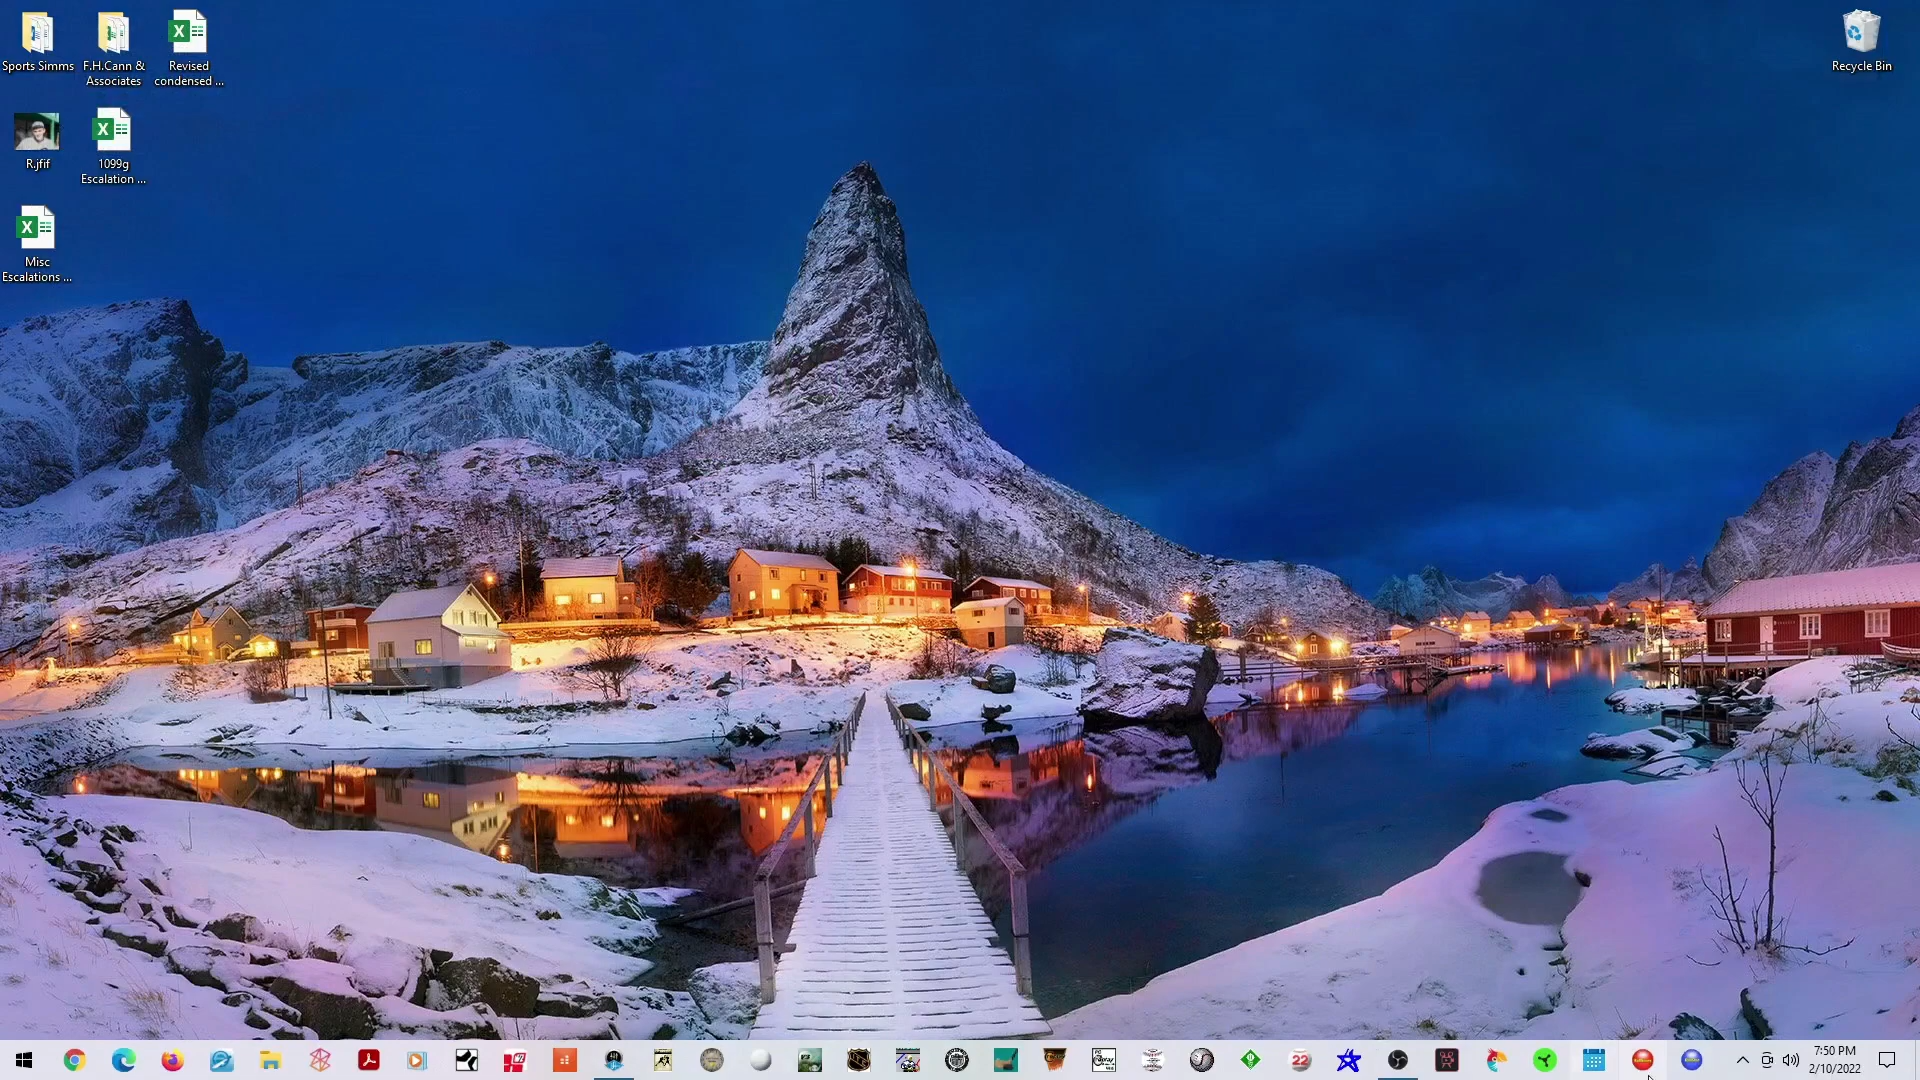 Sports Simms
F.H.Cann &
Associates
Revised
condensed ...
Recycle Bin
R.jfif
1099g
Escalation ...
Misc
Escalations ...
22
7:50 PM
2/10/2022